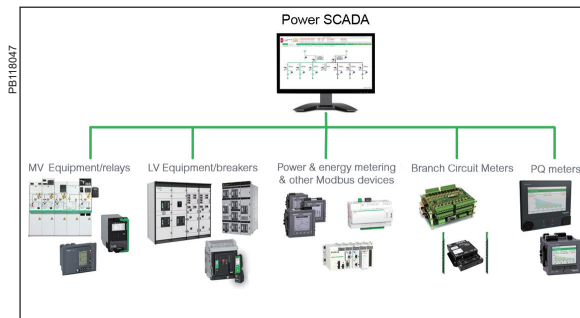 PB118047
Power SCADA
MV Equipment/relays
LV Equipment/breakers
Power & energy metering
& other Modbus devices
Branch Circuit Meters
PQ meters